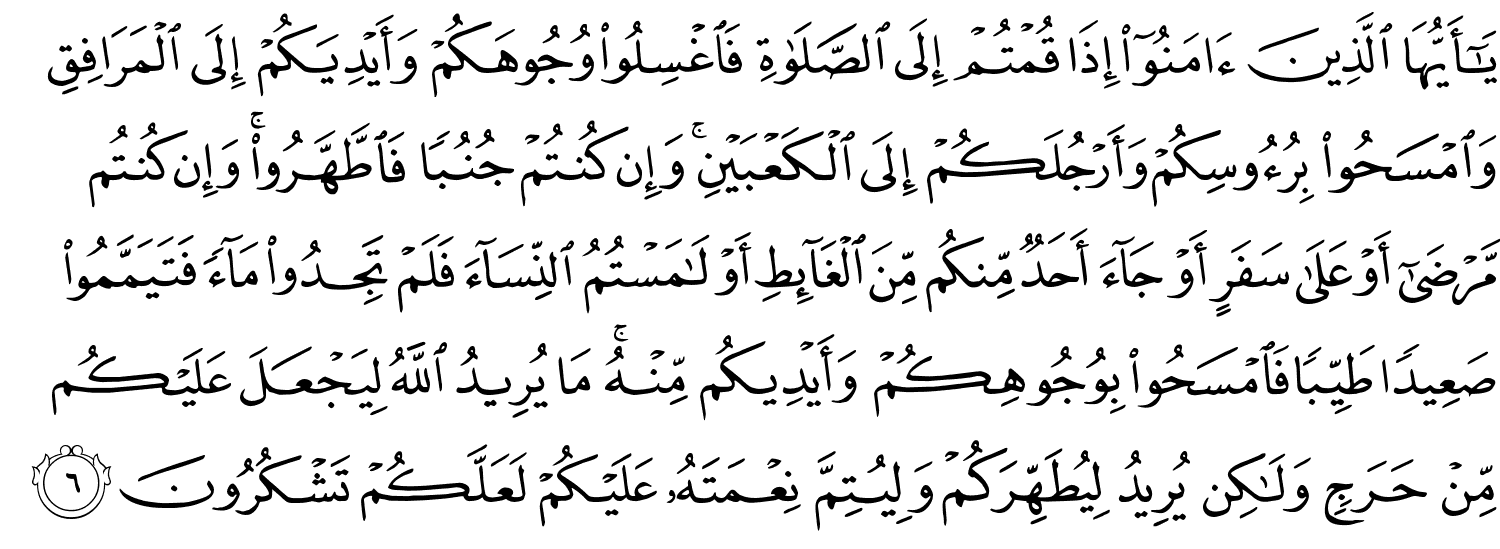 يَٰٓأَيُّهَا ٱلَّذِينَ ءَامَنُوٓا۟ إِذَا قُمْتُمْ إِلَى ٱلصَّلَوٰةِ فَٱغْسِلُوا۟ وُجُوهَكُمْ وَأَيْدِيَكُمْ إِلَى ٱلْمَرَافِقِ
وَٱمْسَحُوا۟ بِرُءُوسِكُمْ وَأَرْجُلَكُمْ إِلَى ٱلْكَعْبَيْنِ ۚ وَإِن كُنتُمْ جُنُبًا فَٱطَّهَّرُوا۟ ۚ وَإِن كُنتُم
مَّرْضَىٰٓ أَوْ عَلَىٰ سَفَرٍ أَوْ جَآءَ أَحَدٌ مِّنكُم مِّنَ ٱلْغَآئِطِ أَوْ لَٰمَسْتُمُ ٱلنِّسَآءَ فَلَمْ تَجِدُوا۟ مَآءً فَتَيَمَّمُوا۟
صَعِيدًا طَيِّبًا فَٱمْسَحُوا۟ بِوُجُوهِكُمْ وَأَيْدِيكُم مِّنْهُ ۚ مَا يُرِيدُ ٱللَّهُ لِيَجْعَلَ عَلَيْكُم
مِّنْ حَرَجٍ وَلَٰكِن يُرِيدُ لِيُطَهِّرَكُمْ وَلِيُتِمَّ نِعْمَتَهُۥ عَلَيْكُمْ لَعَلَّكُمْ تَشْكُرُونَ ٦